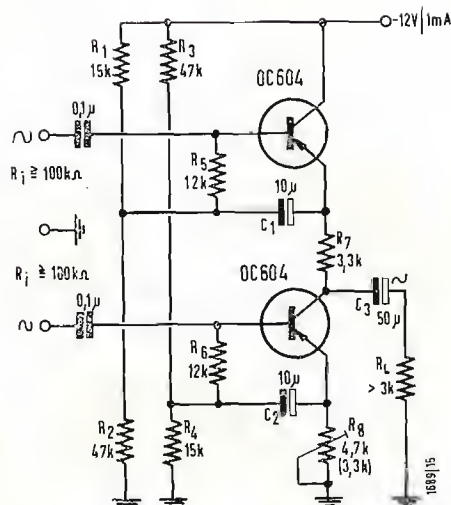 -12V|1mA
R1
15k
R3
47k
OC604
0,1µ
R5
12k
10µ
C1
Ri ≧ 100kΩ
R7
3,3k
OC604
Ri ≧ 100kΩ
0,1µ
C3
50µ
R6
12k
10µ
C2
RL
> 3k
R2
47k
R4
15k
R8
4,7k
(3,3k)
1689|15